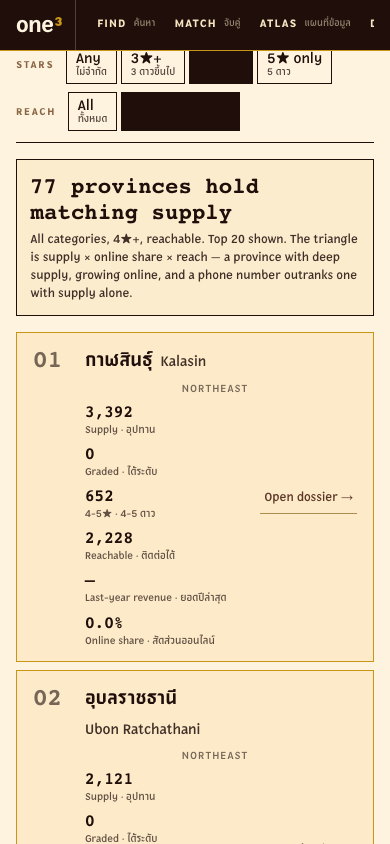 one³ FIND ค้นหา MATCH จับคู่ ATLAS แผนที่ข้อมูล
STARS Any 3★+ 5★ only
ไม่จำกัด 3 ดาวขึ้นไป 5 ดาว
REACH All
ทั้งหมด
77 provinces hold
matching supply
All categories, 4★+, reachable. Top 20 shown. The triangle
is supply × online share × reach — a province with deep
supply, growing online, and a phone number outranks one
with supply alone.
01 กาฬสินธุ์ Kalasin
NORTHEAST
3,392
Supply · อุปทาน
0
Graded · ได้ระดับ
652
4–5★ · 4–5 ดาว
Open dossier →
2,228
Reachable · ติดต่อได้
—
Last-year revenue · ยอดปีล่าสุด
0.0%
Online share · สัดส่วนออนไลน์
02 อุบลราชธานี
Ubon Ratchathani
NORTHEAST
2,121
Supply · อุปทาน
0
Graded · ได้ระดับ